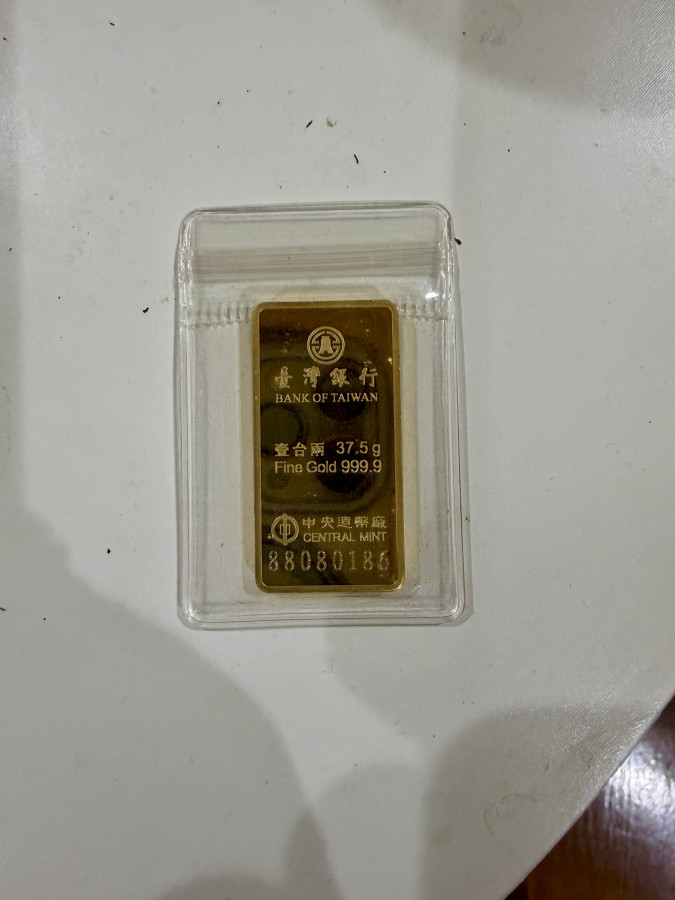 臺灣銀行
BANK OF TAIWAN
壹台兩 37.5g
Fine Gold 999.9
中央造幣廠
CENTRAL MINT
88080186